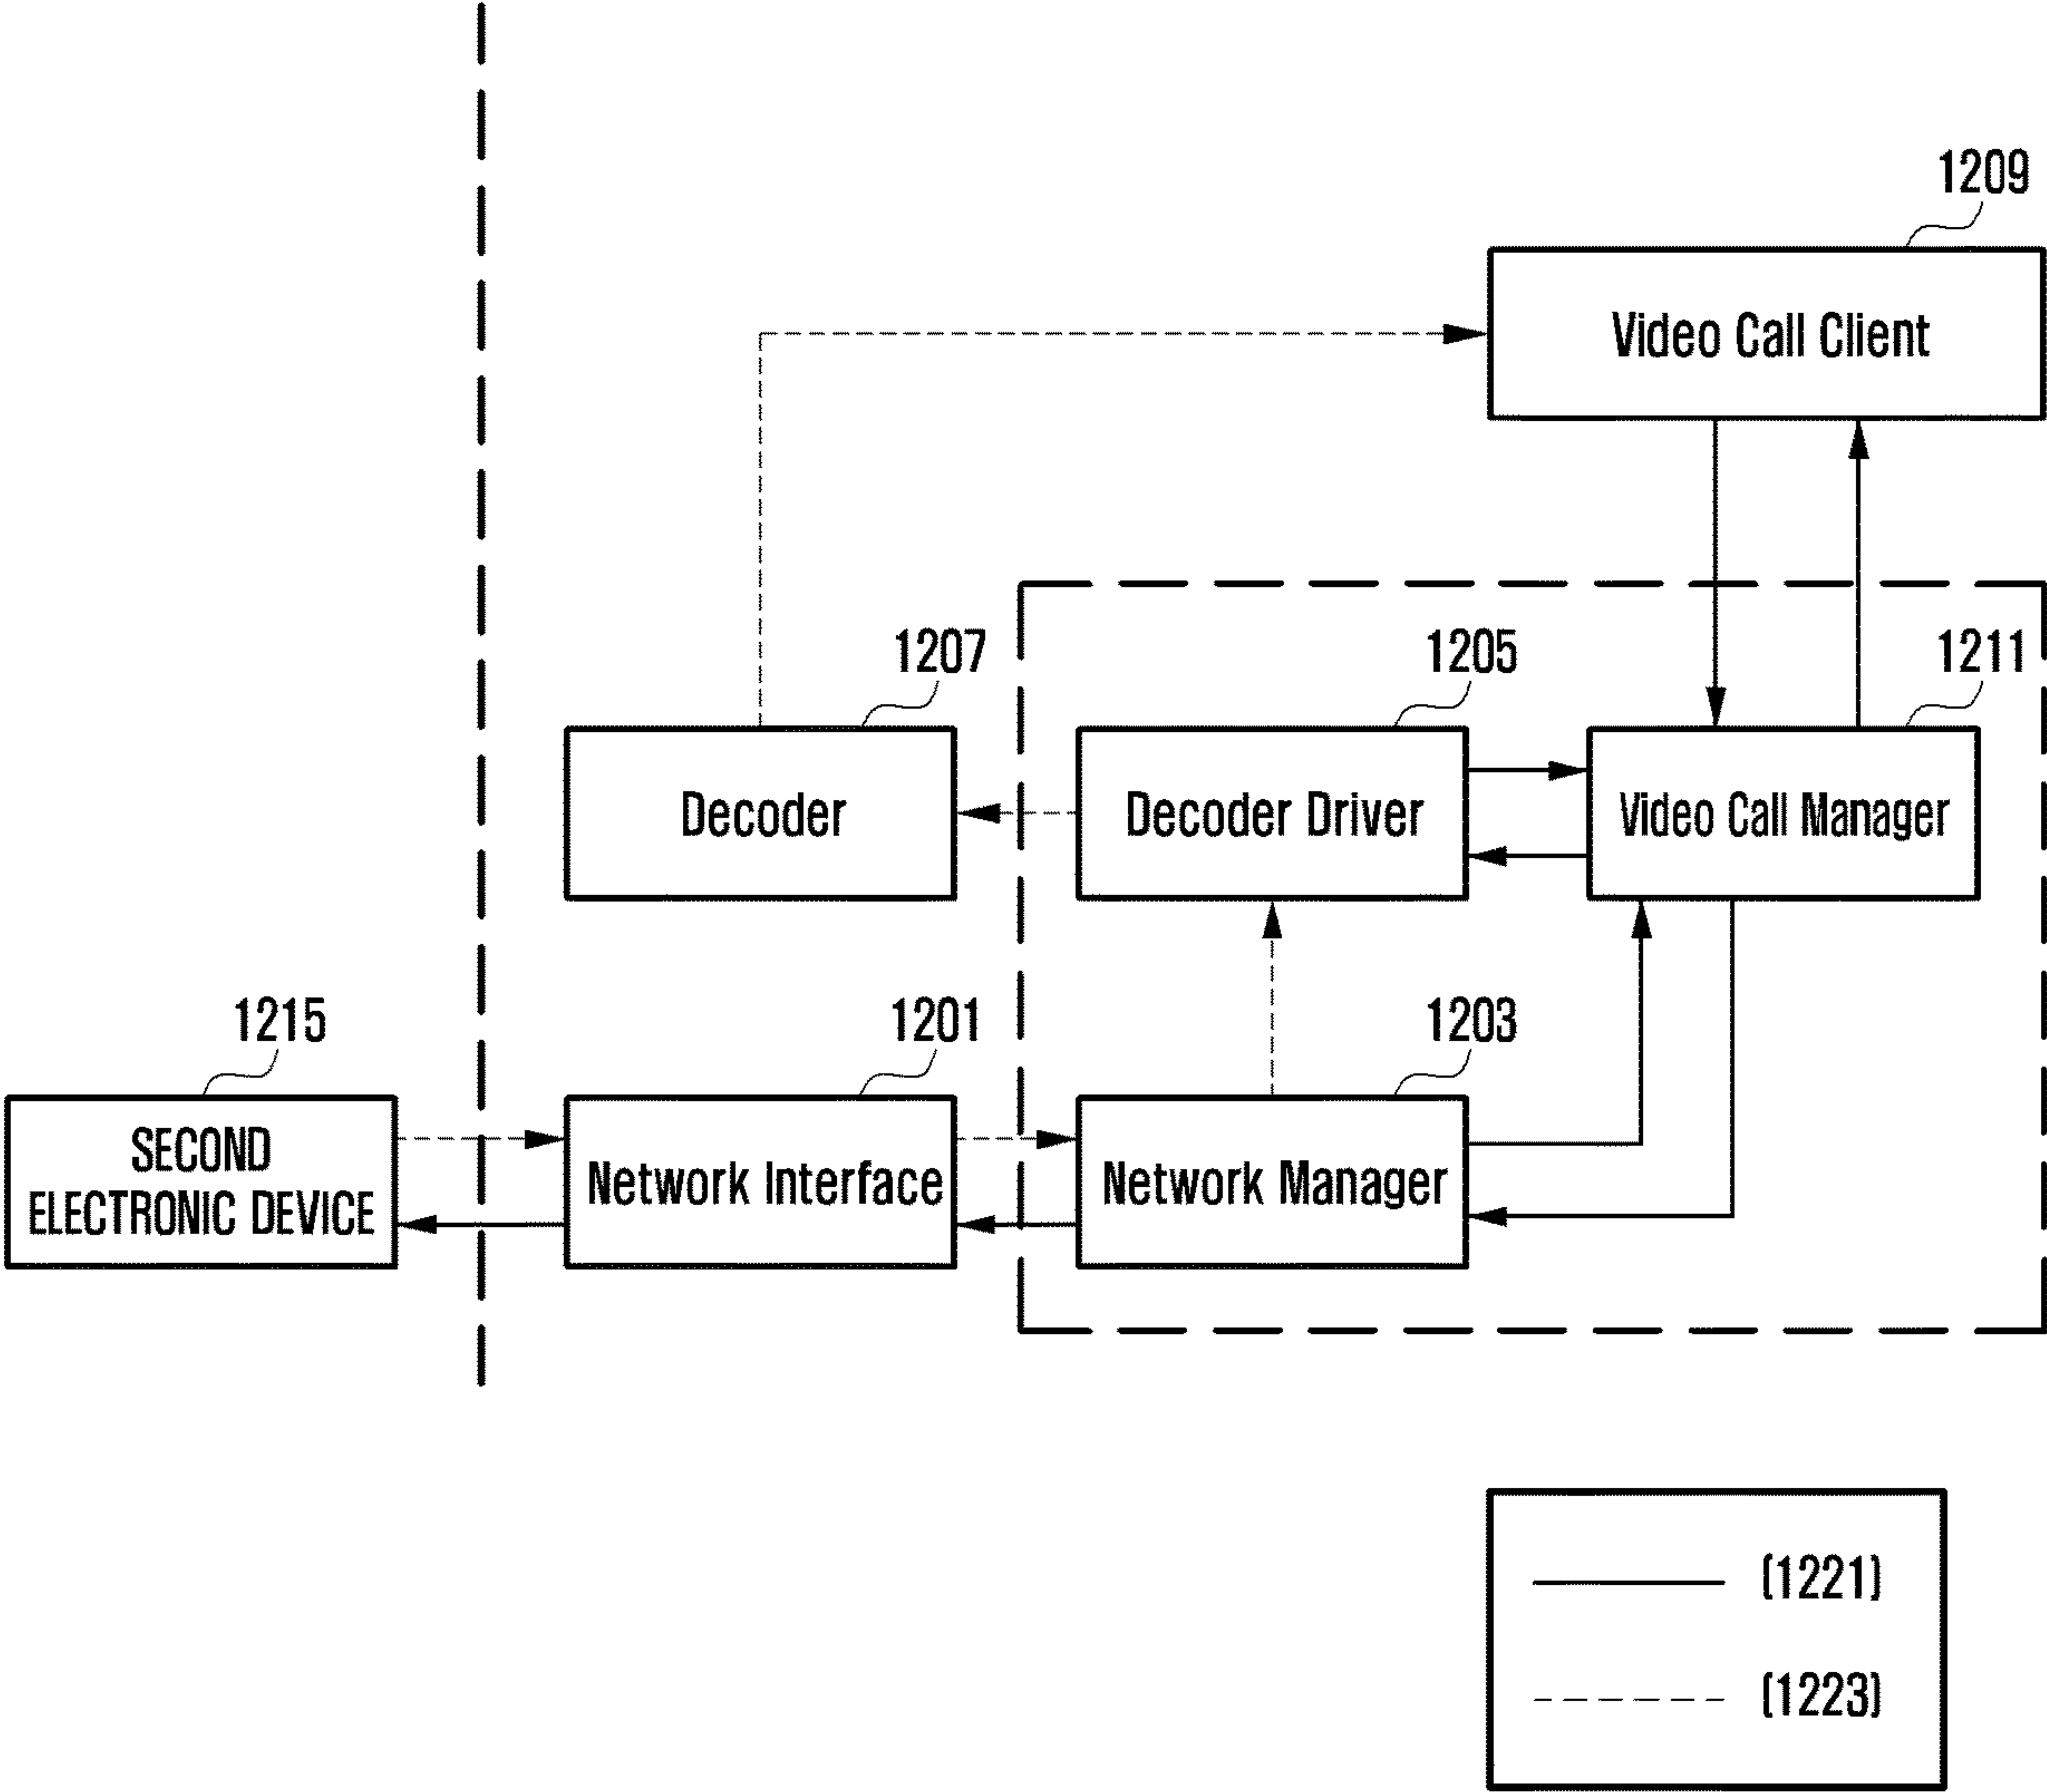 1209
Video Call Client
1207
1205
1211
Decoder
Decoder Driver
Video Call Manager
1215
1201
1203
SECOND
ELECTRONIC DEVICE
Network Interface
Network Manager
(1221)
(1223)